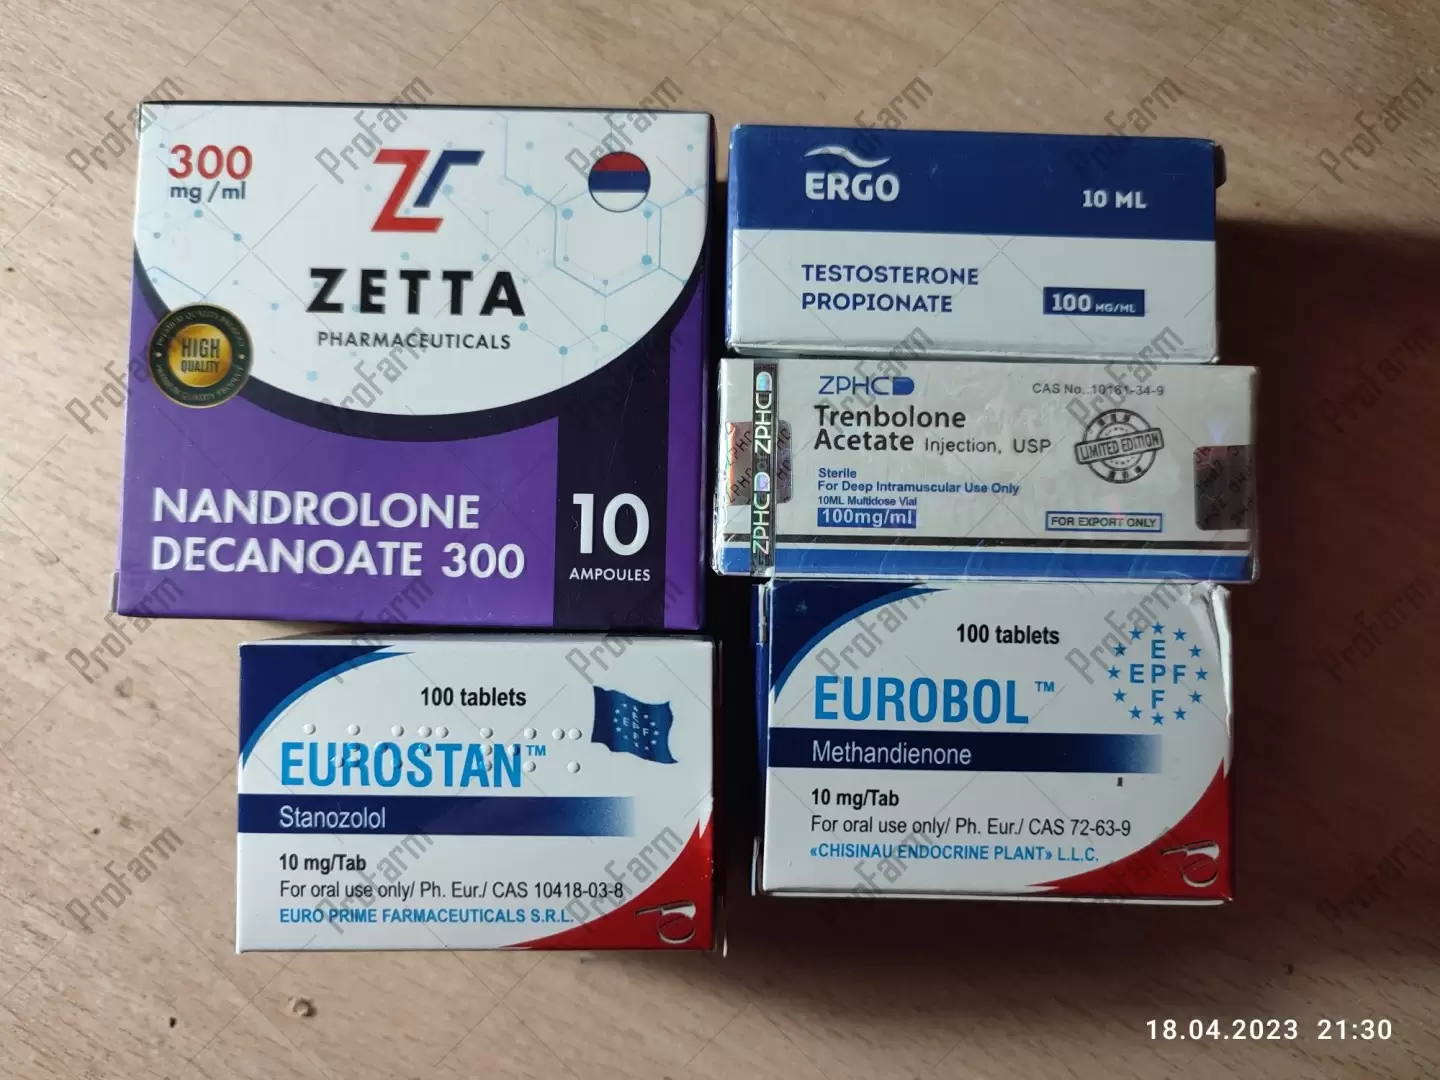 300
mg/ml
ZETTA
PHARMACEUTICALS
HIGH
QUALITY
NANDROLONE
DECANOATE 300
10
AMPOULES
ERGO
10 ML
TESTOSTERONE
PROPIONATE
100 MG/ML
ZPHC
CAS No.:10161-34-9
Trenbolone
Acetate Injection, USP
LIMITED EDITION
Sterile
For Deep Intramuscular Use Only
10ML Multidose Vial
100mg/ml
FOR EXPORT ONLY
ZPHC ZPHC
100 tablets
EUROSTAN™
Stanozolol
10 mg/Tab
For oral use only/ Ph. Eur./ CAS 10418-03-8
EURO PRIME FARMACEUTICALS S.R.L.
100 tablets
E
EPF
F
EUROBOL™
Methandienone
10 mg/Tab
For oral use only/ Ph. Eur./ CAS 72-63-9
«CHISINAU ENDOCRINE PLANT» L.L.C.
18.04.2023 21:30
ProFarm